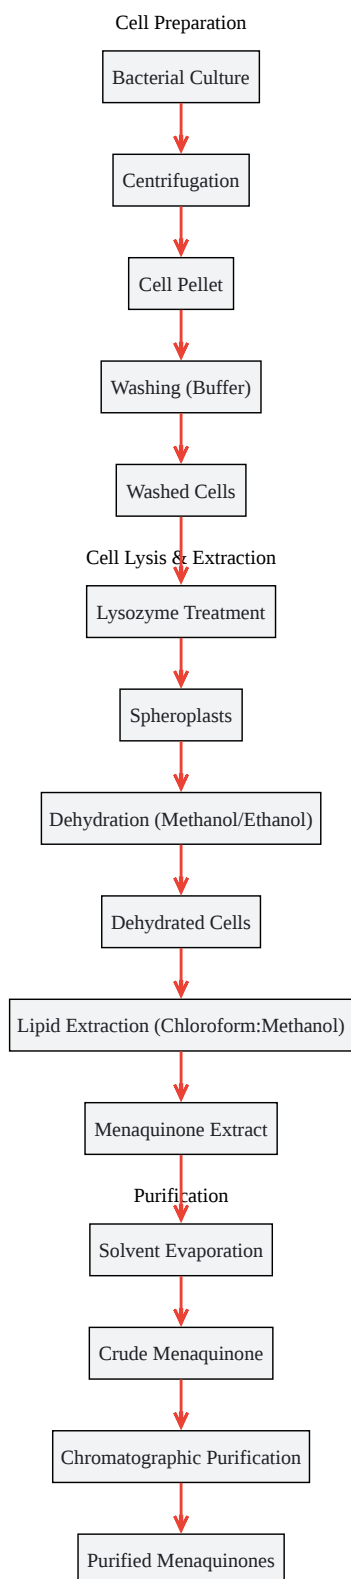 Cell Preparation
Bacterial Culture
Centrifugation
Cell Pellet
Washing (Buffer)
Washed Cells
Cell Lysis & Extraction
Lysozyme Treatment
Spheroplasts
Dehydration (Methanol/Ethanol)
Dehydrated Cells
Lipid Extraction (Chloroform:Methanol)
Menaquinone Extract
Purification
Solvent Evaporation
Crude Menaquinone
Chromatographic Purification
Purified Menaquinones